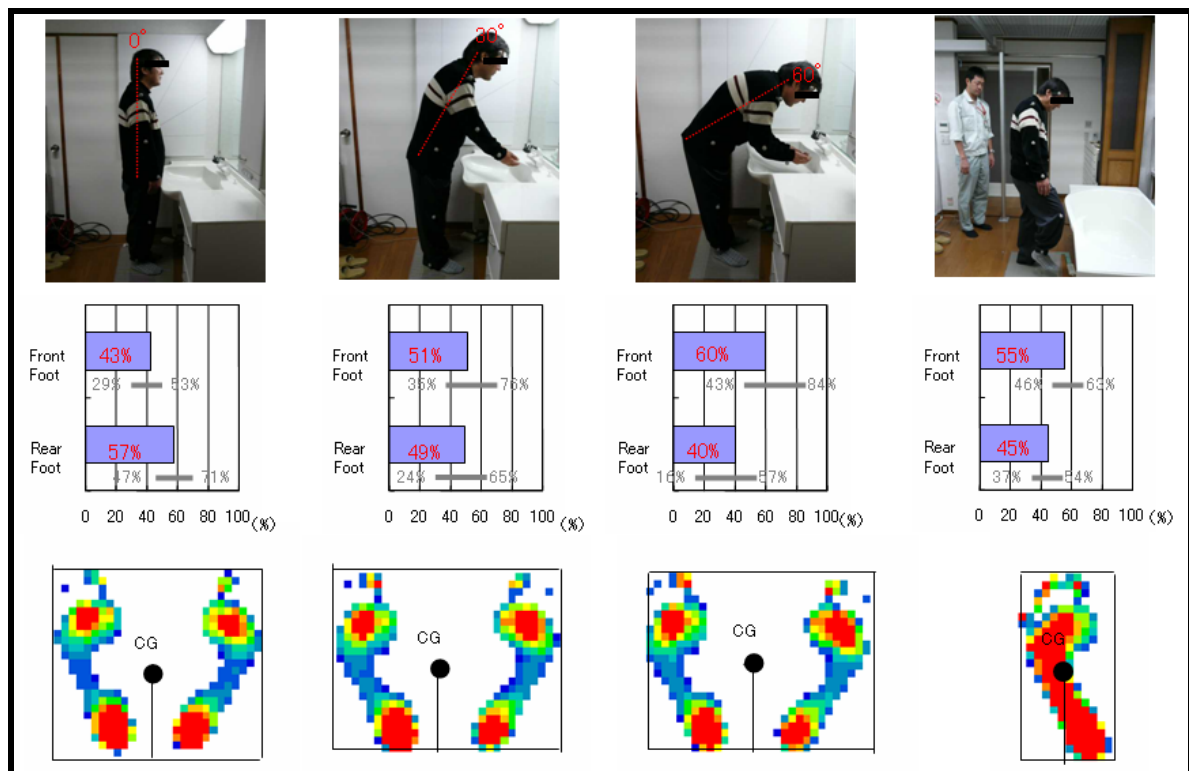 0°
30°
60°
Front
Foot
43%
29% 53%
Rear
Foot
57%
47% 71%
0 20 40 60 80 100 (%)
Front
Foot
51%
35% 76%
Rear
Foot
49%
24% 65%
0 20 40 60 80 100 (%)
Front
Foot
60%
43% 84%
Rear
Foot
40%
16% 57%
0 20 40 60 80 100 (%)
Front
Foot
55%
46% 63%
Rear
Foot
45%
37% 54%
0 20 40 60 80 100 (%)
CG
CG
CG
CG